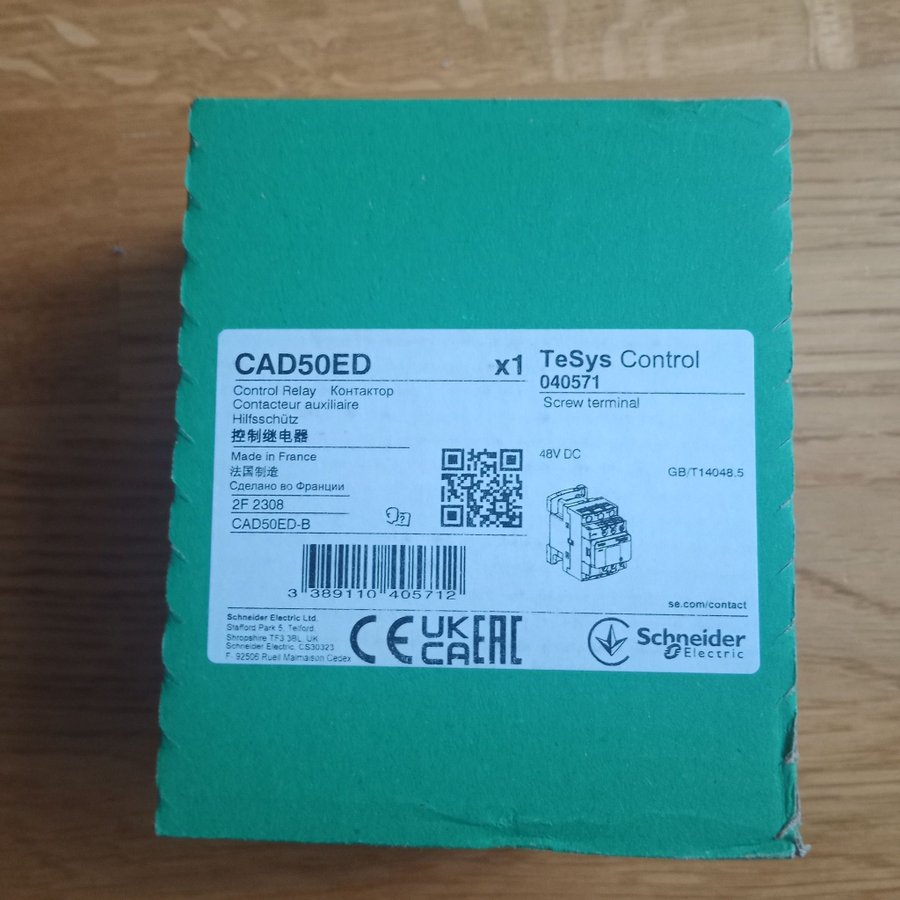 CAD50ED x1
Control Relay Контактор
Contacteur auxiliaire
Hilfsschütz
控制继电器
Made in France
法国制造
Сделано во Франции
2F 2308
CAD50ED-B
3 389110 405712
TeSys Control
040571
Screw terminal
48V DC
GB/T14048.5
se.com/contact
Schneider Electric Ltd.
Stafford Park 5, Telford,
Shropshire TF3 3BL, UK
Schneider Electric, CS30323
F. 92506 Rueil Malmaison Cedex
CE UKCA EAC
Schneider
Electric